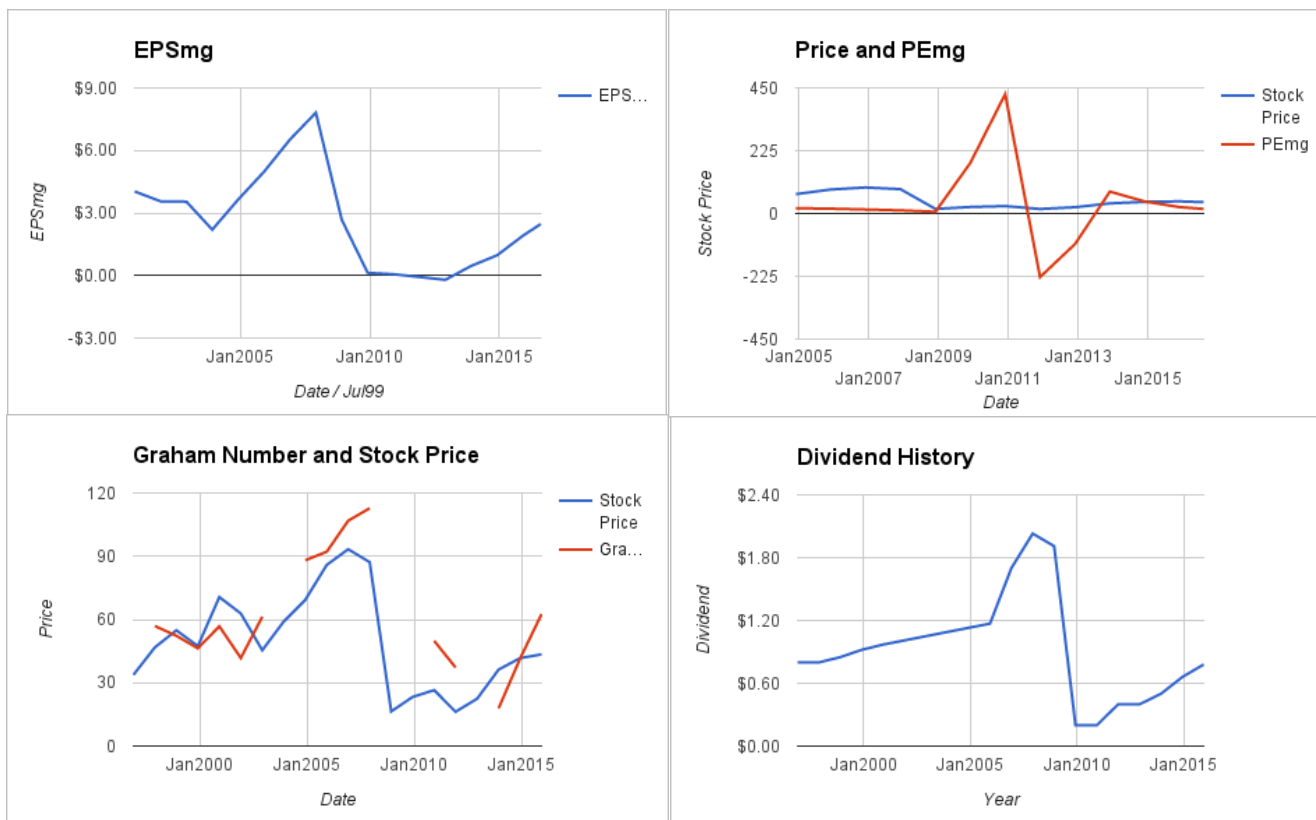 EPSmg
$9.00
$6.00
$3.00
$0.00
-$3.00
EPSmg
EPS…
Jan2005
Jan2010
Jan2015
Date / Jul99
Price and PEmg
450
225
0
-225
-450
Stock Price
Stock
Price
PEmg
Jan2005
Jan2009
Jan2013
Jan2007
Jan2011
Jan2015
Date
Graham Number and Stock Price
120
90
60
30
0
Price
Stock
Price
Gra…
Jan2000
Jan2005
Jan2010
Jan2015
Date
Dividend History
$2.40
$1.80
$1.20
$0.60
$0.00
Dividend
Jan2000
Jan2005
Jan2010
Jan2015
Year